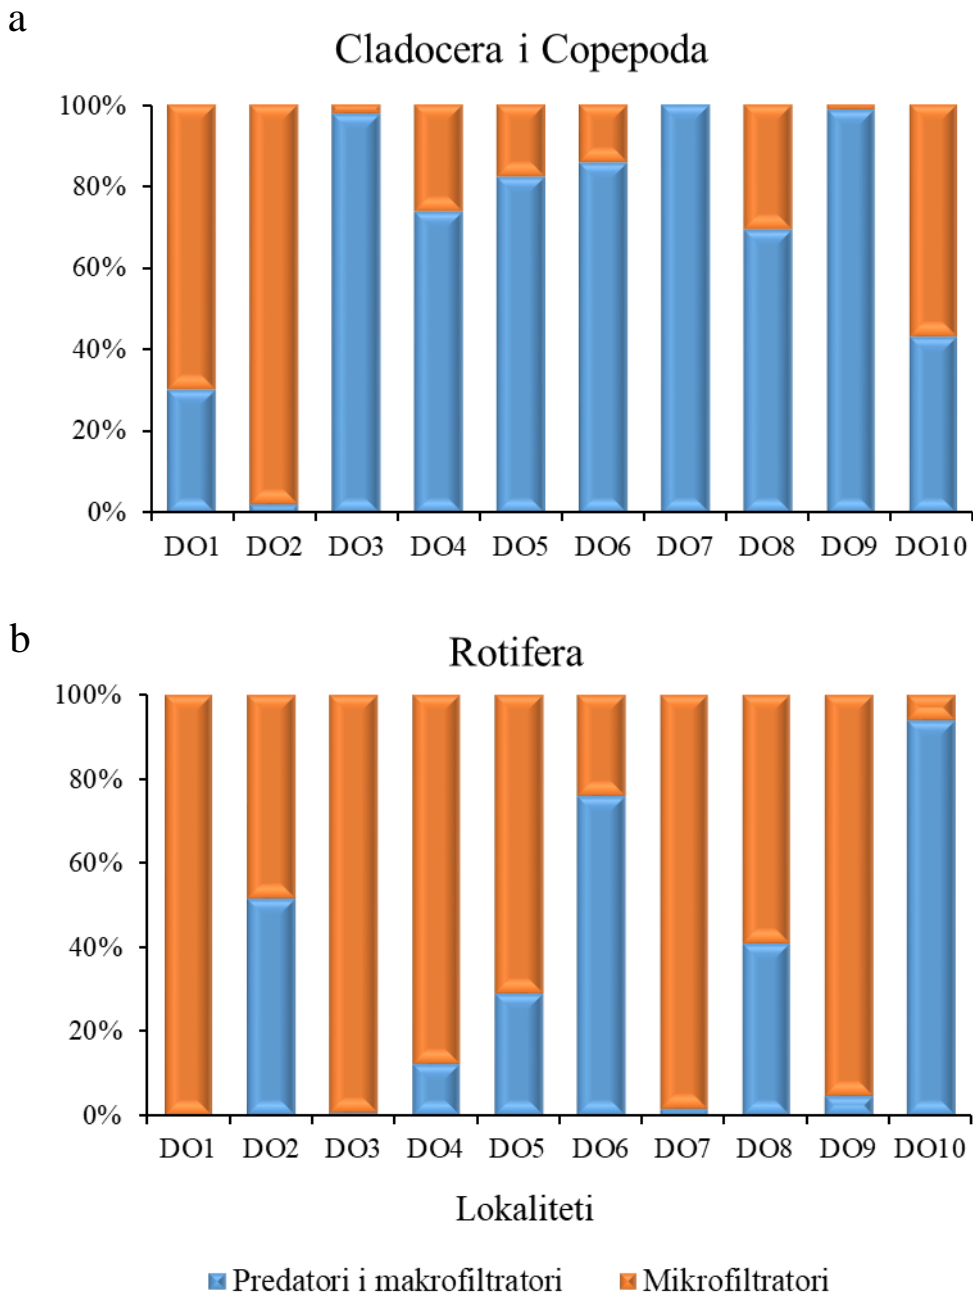 a
Cladocera i Copepoda
100%
80%
60%
40%
20%
0%
DO1 DO2 DO3 DO4 DO5 DO6 DO7 DO8 DO9 DO10
b
Rotifera
100%
80%
60%
40%
20%
0%
DO1 DO2 DO3 DO4 DO5 DO6 DO7 DO8 DO9 DO10
Lokaliteti
Predatori i makrofiltratori Mikrofiltratori